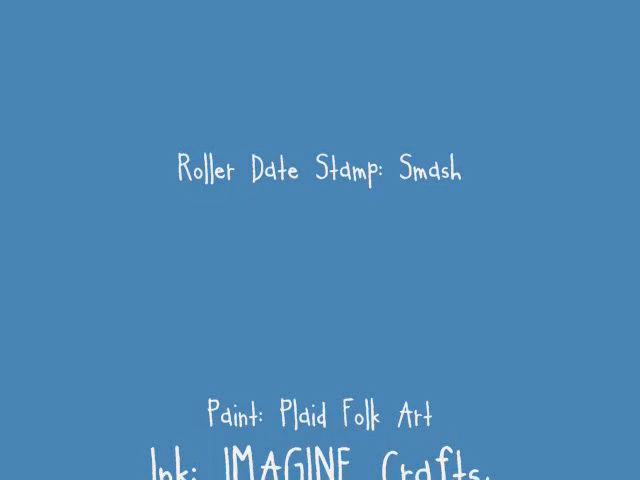 Roller Date Stamp: Smash
Paint: Plaid Folk Art
Ink: IMAGINE Crafts,